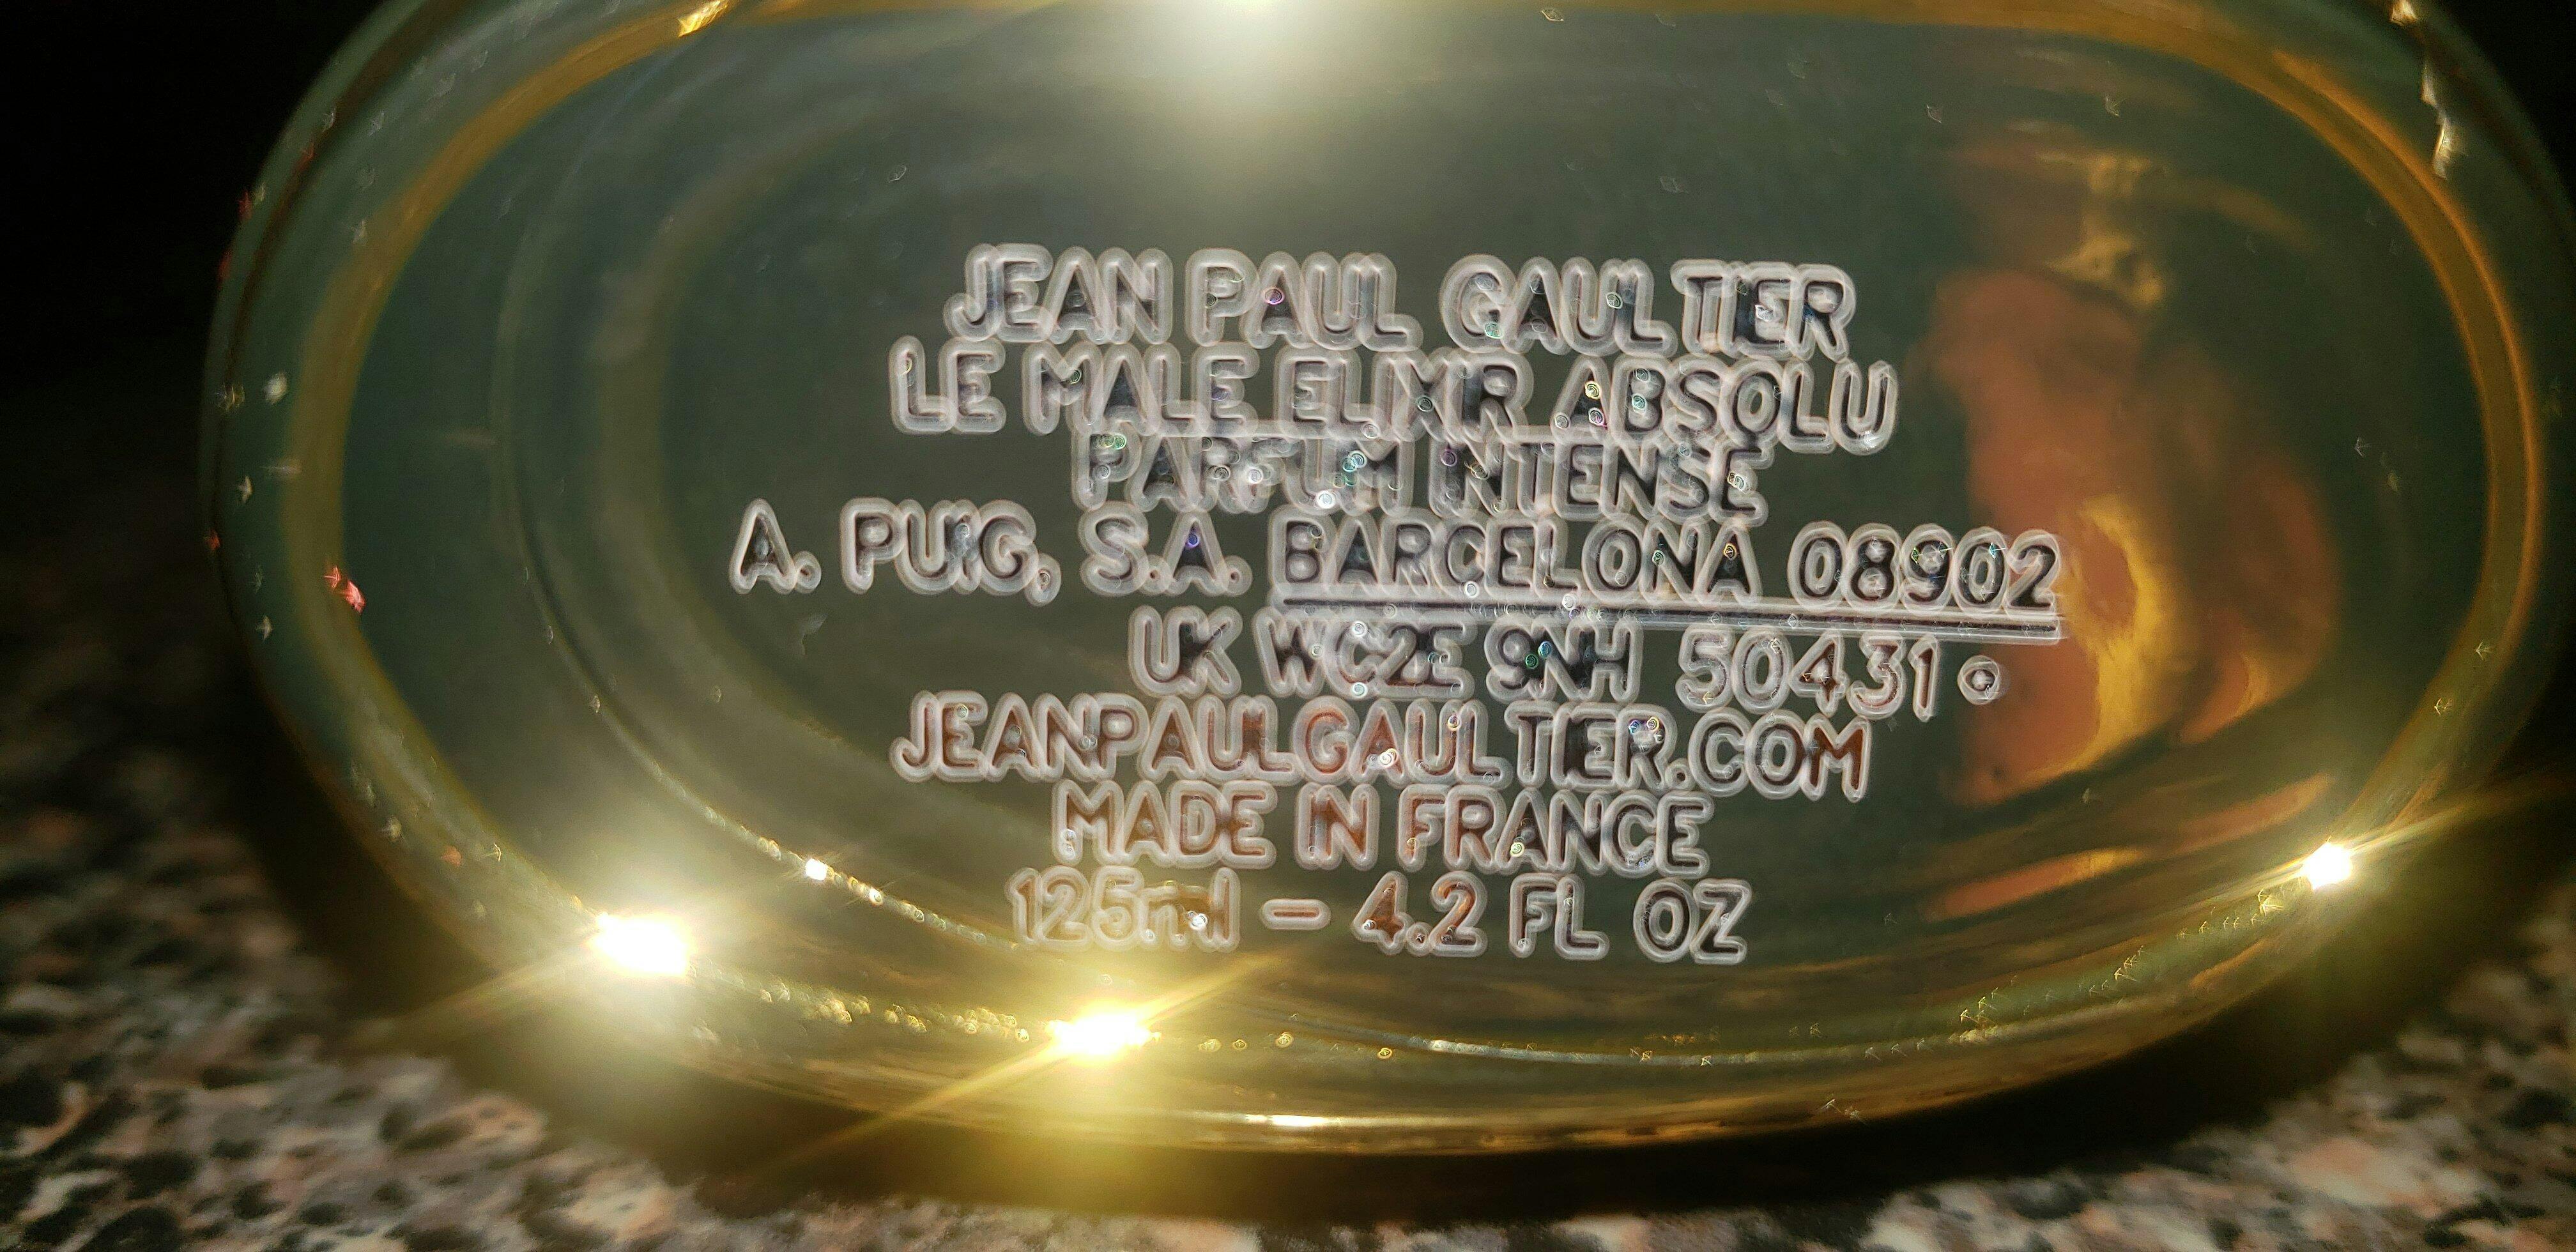 JEAN PAUL GAULTIER
LE MALE ELIXIR ABSOLU
PARFUM INTENSE
A. PUIG, S.A. BARCELONA 08902
UK WC2E 9NH 50431
JEANPAULGAULTIER.COM
MADE IN FRANCE
125ml - 4.2 FL OZ